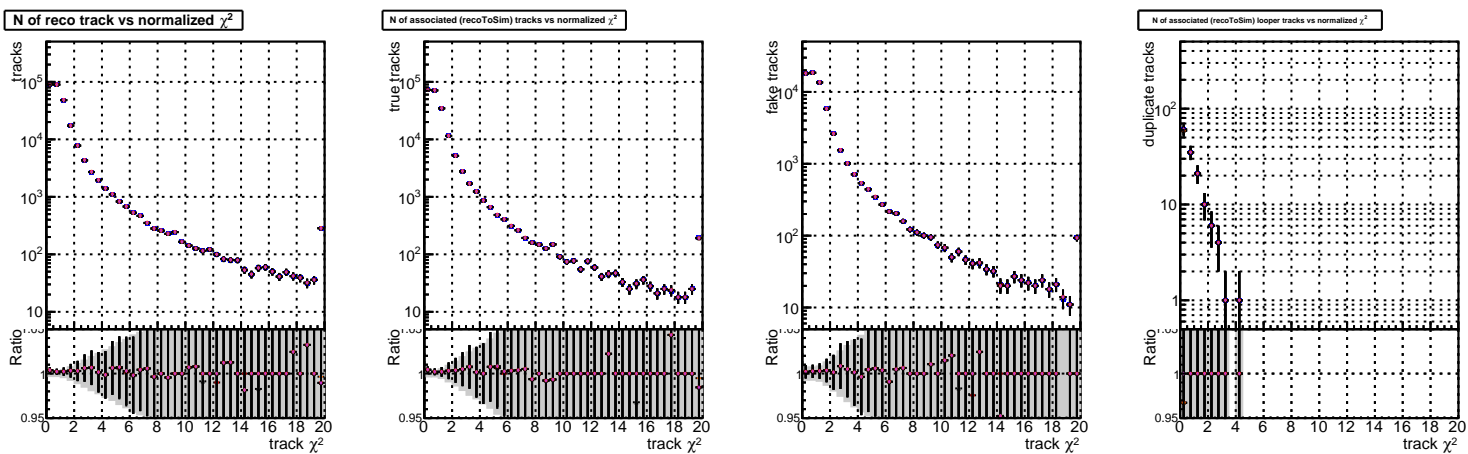 N of reco track vs normalized χ²
tracks
10⁵
10⁴
10³
10²
10
Ratio
1
0.95
0 2 4 6 8 10 12 14 16 18 20
track χ²
N of associated (recoToSim) tracks vs normalized χ²
true tracks
10⁵
10⁴
10³
10²
10
Ratio
1
0.95
0 2 4 6 8 10 12 14 16 18 20
track χ²
fake tracks
10⁴
10³
10²
10
Ratio
1
0.95
0 2 4 6 8 10 12 14 16 18 20
track χ²
N of associated (recoToSim) looper tracks vs normalized χ²
duplicate tracks
10²
10
1
Ratio
1
0.95
0 2 4 6 8 10 12 14 16 18 20
track χ²